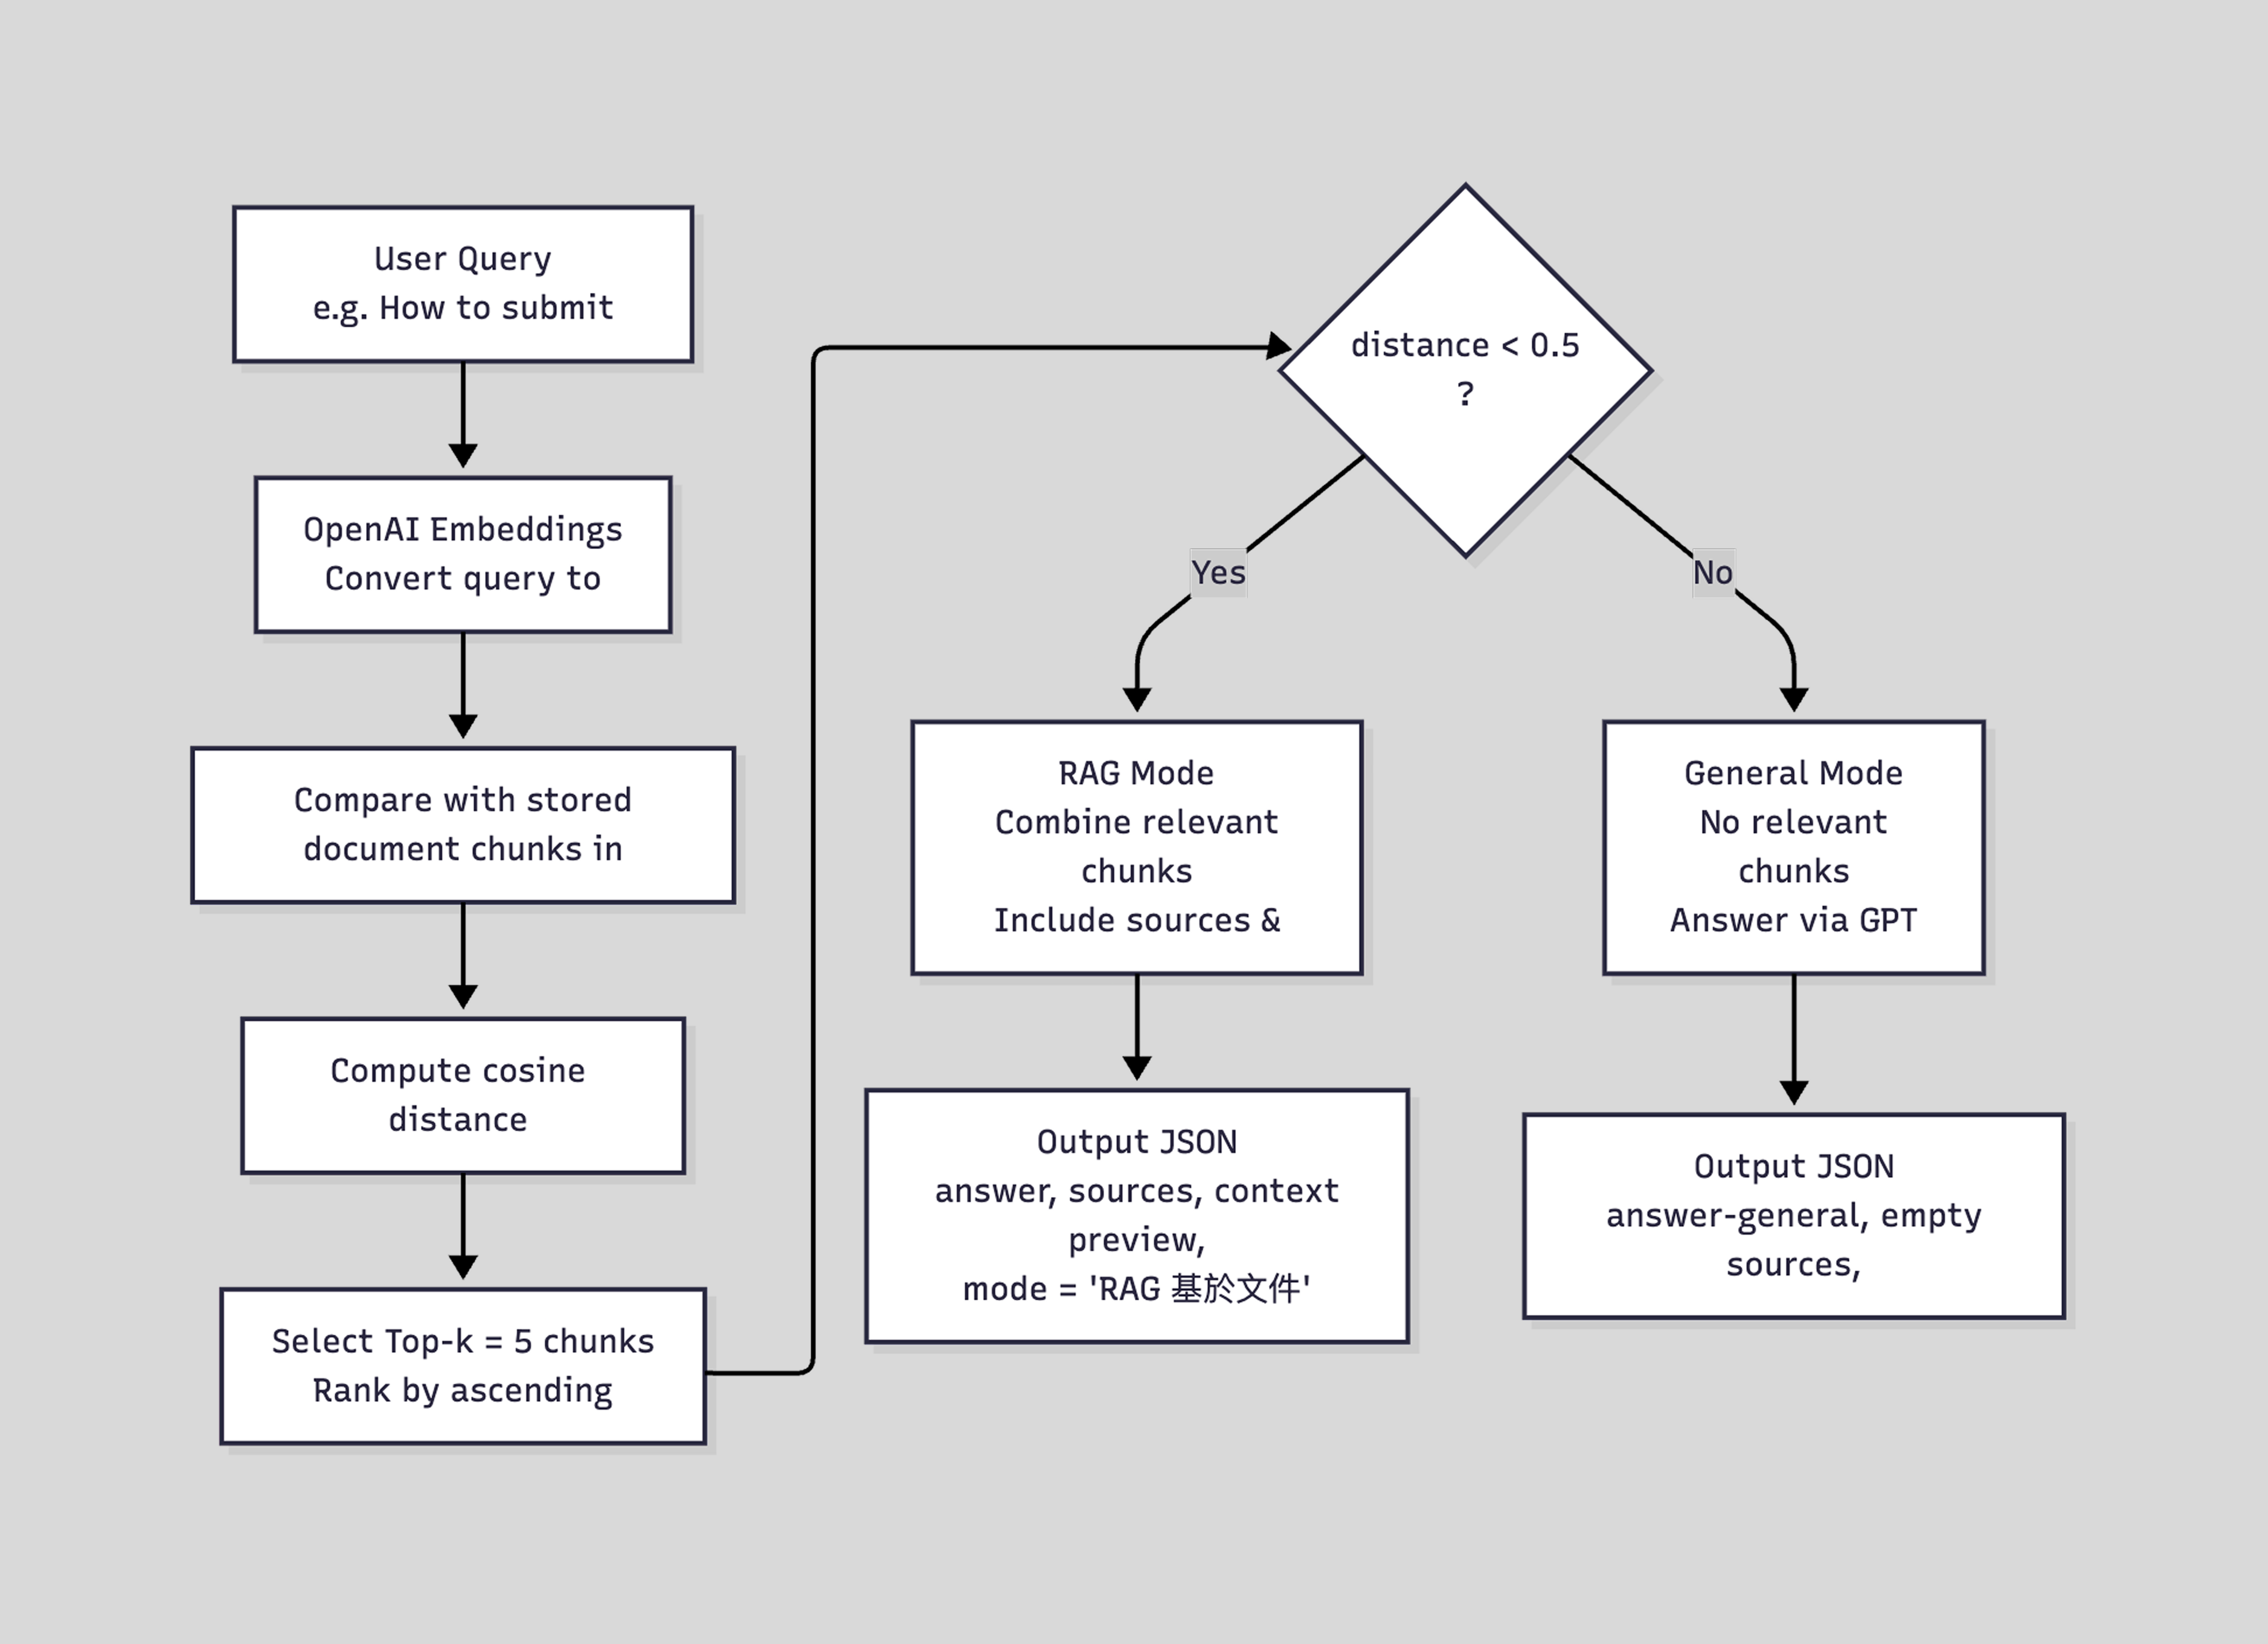 User Query
e.g. How to submit
OpenAI Embeddings
Convert query to
Compare with stored
document chunks in
Compute cosine
distance
Select Top-k = 5 chunks
Rank by ascending
distance < 0.5
?
Yes
No
RAG Mode
Combine relevant
chunks
Include sources &
General Mode
No relevant
chunks
Answer via GPT
Output JSON
answer, sources, context
preview,
mode = 'RAG 基於文件'
Output JSON
answer-general, empty
sources,